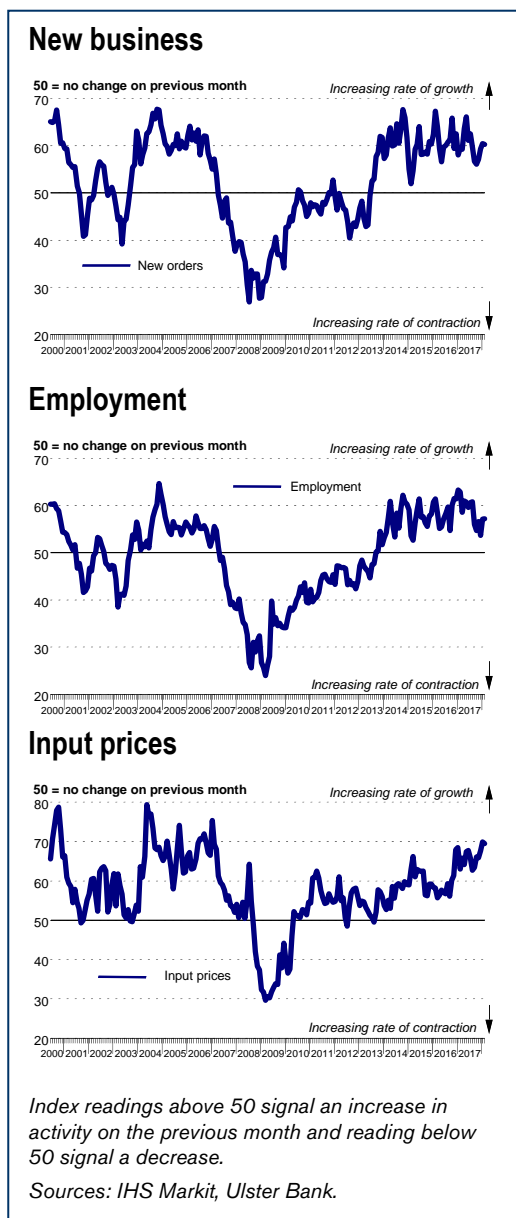 New business
50 = no change on previous month
Increasing rate of growth
70
60
50
40
New orders
30
Increasing rate of contraction
20
2000 2001 2002 2003 2004 2005 2006 2007 2008 2009 2010 2011 2012 2013 2014 2015 2016 2017
Employment
50 = no change on previous month
Increasing rate of growth
70
Employment
60
50
40
30
Increasing rate of contraction
20
2000 2001 2002 2003 2004 2005 2006 2007 2008 2009 2010 2011 2012 2013 2014 2015 2016 2017
Input prices
50 = no change on previous month
Increasing rate of growth
80
70
60
50
40
Input prices
30
Increasing rate of contraction
20
2000 2001 2002 2003 2004 2005 2006 2007 2008 2009 2010 2011 2012 2013 2014 2015 2016 2017
Index readings above 50 signal an increase in
activity on the previous month and reading below
50 signal a decrease.
Sources: IHS Markit, Ulster Bank.